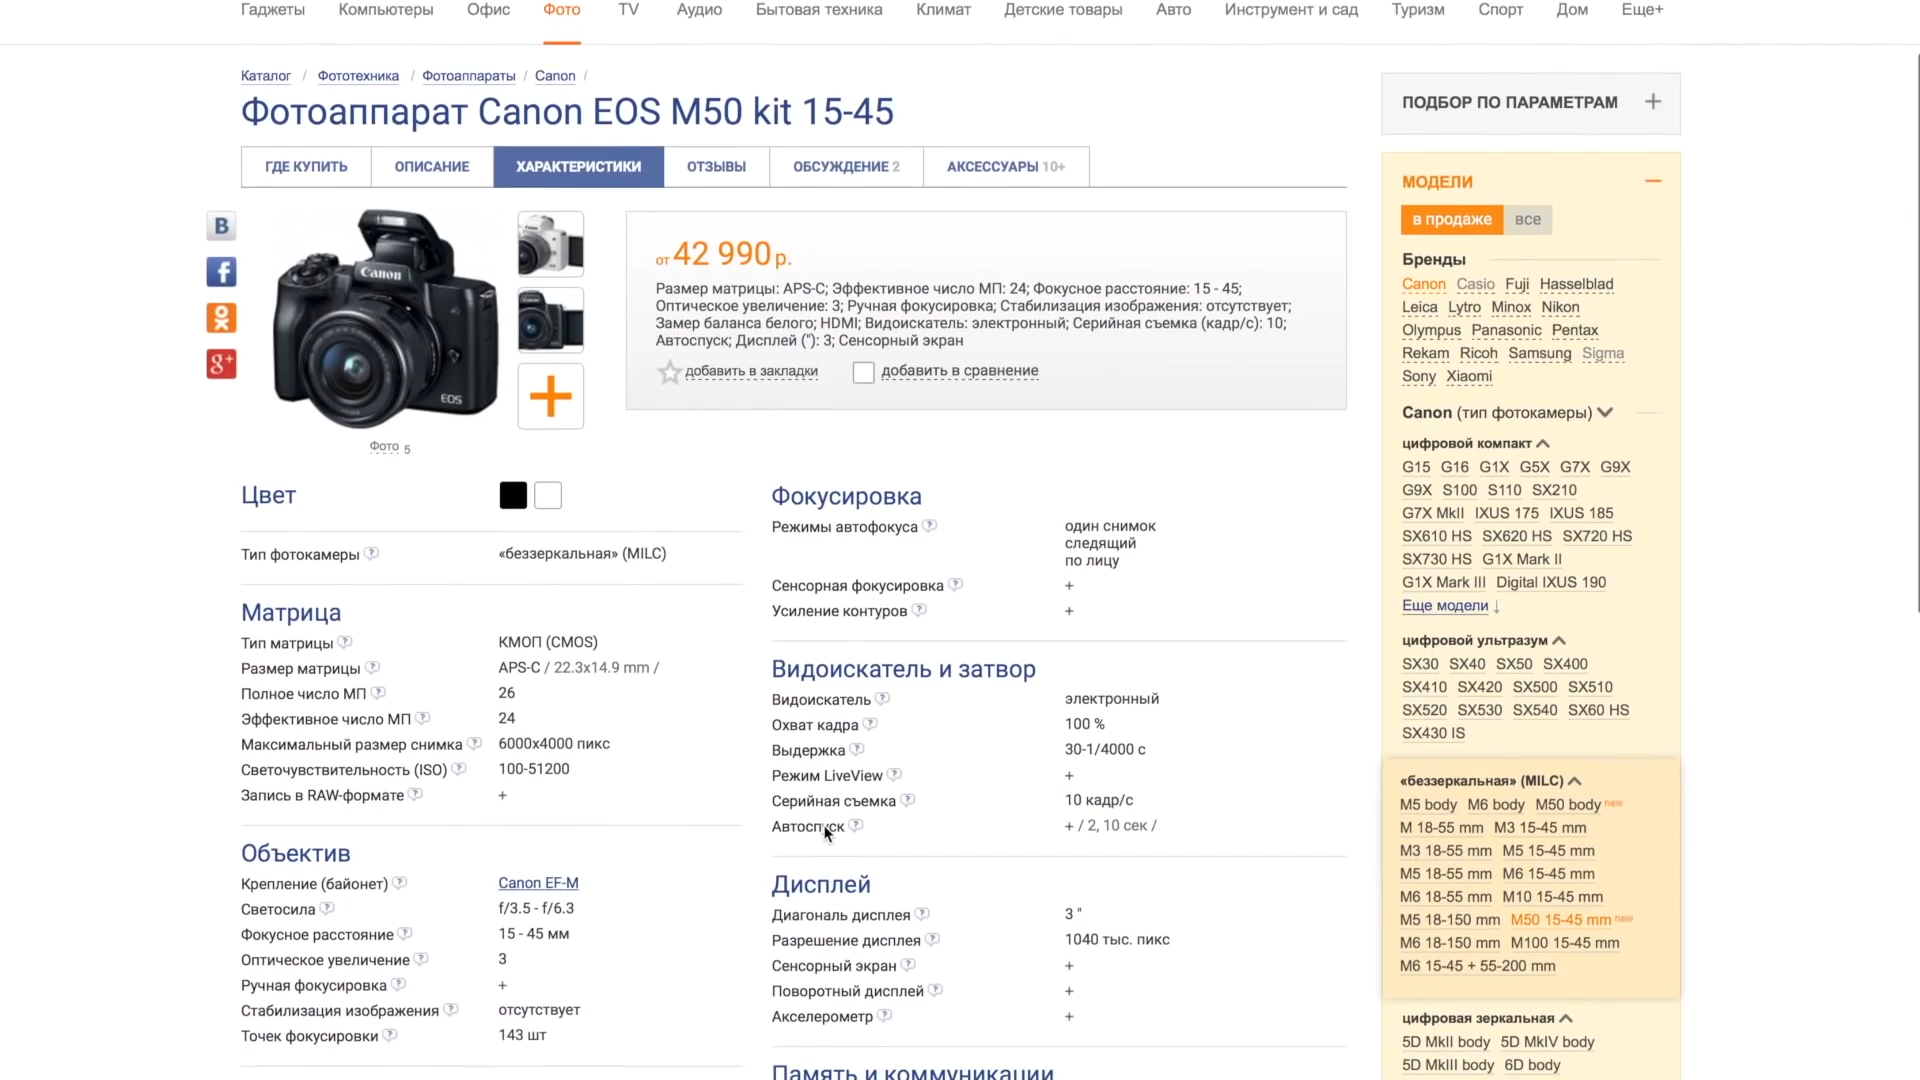 Гаджеты Компьютеры Офис Фото TV Аудио Бытовая техника Климат Детские товары Авто Инструмент и сад Туризм Спорт Дом Еще+
Каталог / Фототехника / Фотоаппараты / Canon /
Фотоаппарат Canon EOS M50 kit 15-45
ГДЕ КУПИТЬ ОПИСАНИЕ ХАРАКТЕРИСТИКИ ОТЗЫВЫ ОБСУЖДЕНИЕ 2 АКСЕССУАРЫ 10+
B
f
g+
Canon
EOS
Фото 5
от 42 990 р.
Размер матрицы: APS-C; Эффективное число МП: 24; Фокусное расстояние: 15 - 45;
Оптическое увеличение: 3; Ручная фокусировка; Стабилизация изображения: отсутствует;
Замер баланса белого; HDMI; Видоискатель: электронный; Серийная съемка (кадр/с): 10;
Автоспуск; Дисплей ("): 3; Сенсорный экран
добавить в закладки добавить в сравнение
Цвет
Тип фотокамеры ? «беззеркальная» (MILC)
Матрица
Тип матрицы ? КМОП (CMOS)
Размер матрицы ? APS-C / 22.3x14.9 mm /
Полное число МП ? 26
Эффективное число МП ? 24
Максимальный размер снимка ? 6000x4000 пикс
Светочувствительность (ISO) ? 100-51200
Запись в RAW-формате ? +
Объектив
Крепление (байонет) ? Canon EF-M
Светосила ? f/3.5 - f/6.3
Фокусное расстояние ? 15 - 45 мм
Оптическое увеличение ? 3
Ручная фокусировка ? +
Стабилизация изображения ? отсутствует
Точек фокусировки ? 143 шт
Фокусировка
Режимы автофокуса ? один снимок
следящий
по лицу
Сенсорная фокусировка ? +
Усиление контуров ? +
Видоискатель и затвор
Видоискатель ? электронный
Охват кадра ? 100 %
Выдержка ? 30-1/4000 с
Режим LiveView ? +
Серийная съемка ? 10 кадр/с
Автоспуск ? + / 2, 10 сек /
Дисплей
Диагональ дисплея ? 3 "
Разрешение дисплея ? 1040 тыс. пикс
Сенсорный экран ? +
Поворотный дисплей ? +
Акселерометр ? +
Память и коммуникации
ПОДБОР ПО ПАРАМЕТРАМ +
МОДЕЛИ
в продаже все
Бренды
Canon Casio Fuji Hasselblad
Leica Lytro Minox Nikon
Olympus Panasonic Pentax
Rekam Ricoh Samsung Sigma
Sony Xiaomi
Canon (тип фотокамеры)
цифровой компакт
G15 G16 G1X G5X G7X G9X
G9X S100 S110 SX210
G7X MkII IXUS 175 IXUS 185
SX610 HS SX620 HS SX720 HS
SX730 HS G1X Mark II
G1X Mark III Digital IXUS 190
Еще модели ↓
цифровой ультразум
SX30 SX40 SX50 SX400
SX410 SX420 SX500 SX510
SX520 SX530 SX540 SX60 HS
SX430 IS
«беззеркальная» (MILC)
M5 body M6 body M50 body new
M 18-55 mm M3 15-45 mm
M3 18-55 mm M5 15-45 mm
M5 18-55 mm M6 15-45 mm
M6 18-55 mm M10 15-45 mm
M5 18-150 mm M50 15-45 mm new
M6 18-150 mm M100 15-45 mm
M6 15-45 + 55-200 mm
цифровая зеркальная
5D MkII body 5D MkIV body
5D MkIII body 6D body